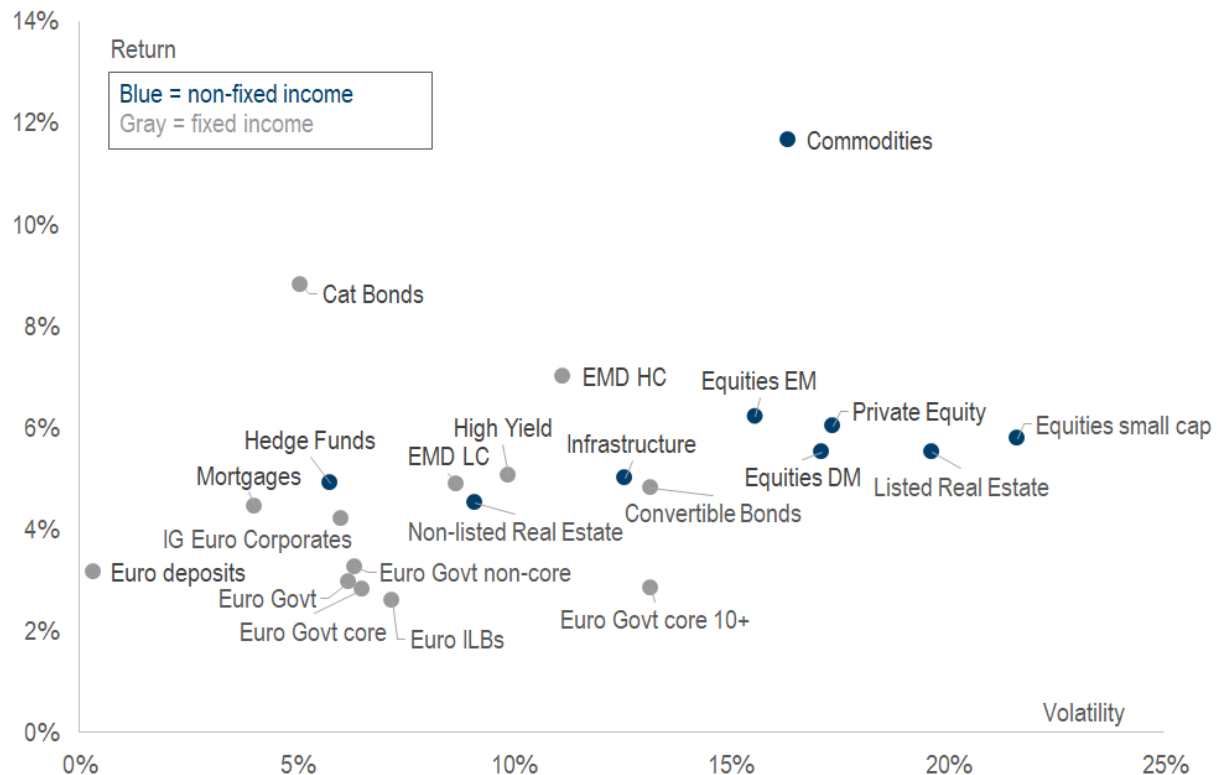 14%
Return
Blue = non-fixed income
Gray = fixed income
12%
Commodities
10%
Cat Bonds
8%
EMD HC
Equities EM
6%
Private Equity
Equities small cap
High Yield
Hedge Funds
Infrastructure
EMD LC
Mortgages
Equities DM
Listed Real Estate
Convertible Bonds
4%
Non-listed Real Estate
IG Euro Corporates
Euro deposits
Euro Govt non-core
Euro Govt
Euro Govt core 10+
2%
Euro Govt core
Euro ILBs
Volatility
0%
0%
5%
10%
15%
20%
25%